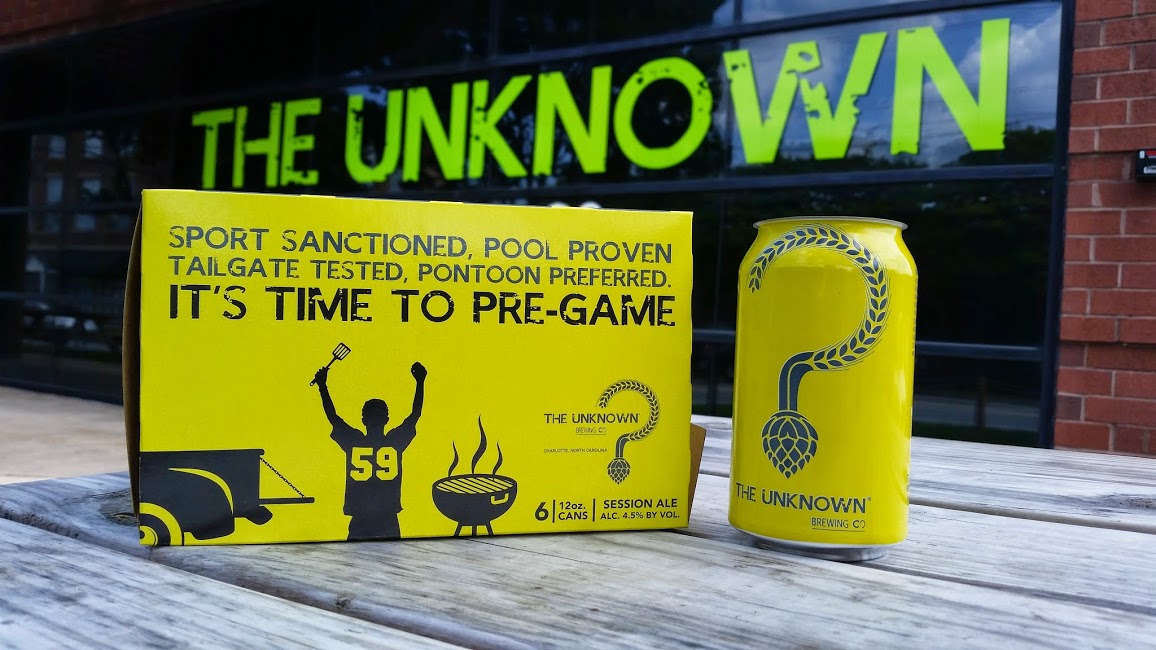 THE UNKNOWN
SPORT SANCTIONED, POOL PROVEN
TAILGATE TESTED, PONTOON PREFERRED.
IT'S TIME TO PRE-GAME
59
THE UNKNOWN
BREWING CO
CHARLOTTE, NORTH CAROLINA
6 | 12oz. CANS | SESSION ALE
ALC. 4.5% BY VOL.
THE UNKNOWN®
BREWING CO